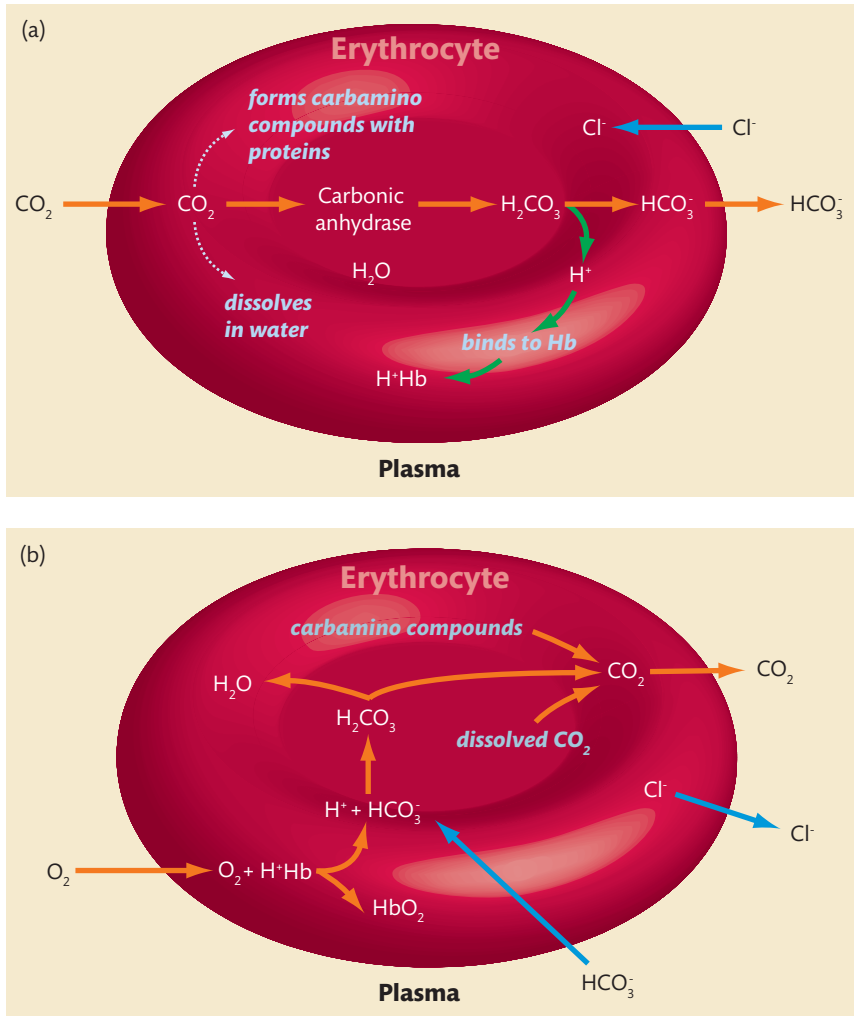 (a)
Erythrocyte
forms carbamino
compounds with
proteins
Cl⁻ Cl⁻
CO₂ CO₂ Carbonic
anhydrase H₂CO₃ HCO₃⁻ HCO₃⁻
H₂O H⁺
dissolves
in water
binds to Hb
H⁺Hb
Plasma
(b)
Erythrocyte
carbamino compounds
H₂O CO₂ CO₂
H₂CO₃
dissolved CO₂
Cl⁻
H⁺ + HCO₃⁻
Cl⁻
O₂ O₂ + H⁺Hb
HbO₂
HCO₃⁻
Plasma